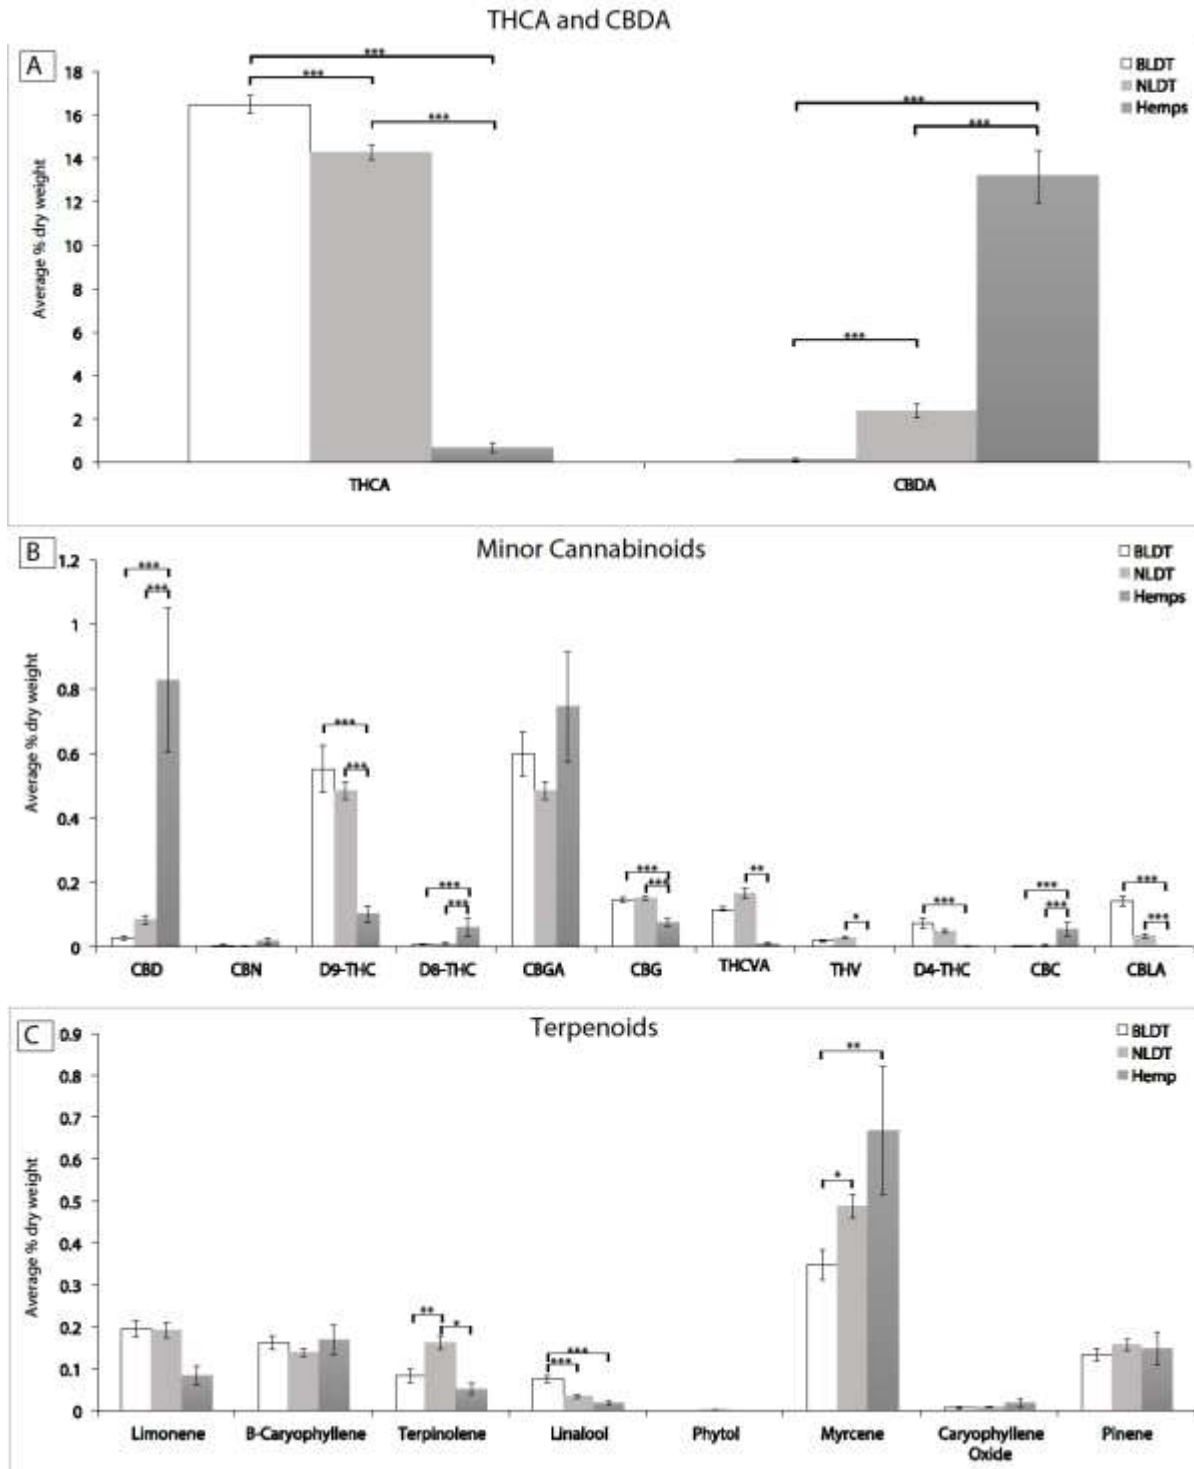 THCA and CBDA
A
BLDT
NLDT
Hemps
Average % dry weight
18
16
14
12
10
8
6
4
2
0
***
***
***
***
***
***
THCA CBDA
B
Minor Cannabinoids
BLDT
NLDT
Hemps
Average % dry weight
1.2
1
0.8
0.6
0.4
0.2
0
***
***
***
***
***
***
***
***
**
*
***
***
***
***
***
CBD CBN D9-THC D8-THC CBGA CBG THCVA THV D4-THC CBC CBLA
C
Terpenoids
BLDT
NLDT
Hemp
Average % dry weight
0.9
0.8
0.7
0.6
0.5
0.4
0.3
0.2
0.1
0
**
*
***
***
**
*
Limonene B-Caryophyllene Terpinolene Linalool Phytol Myrcene Caryophyllene Pinene
Oxide